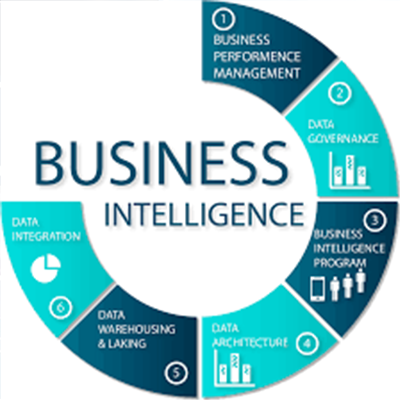 1
BUSINESS
PERFORMENCE
MANAGEMENT
2
DATA
GOVERNANCE
BUSINESS
INTELLIGENCE
3
BUSINESS
INTELLIGENCE
PROGRAM
4
DATA
ARCHITECTURE
DATA
WAREHOUSING
& LAKING
5
DATA
INTEGRATION
6